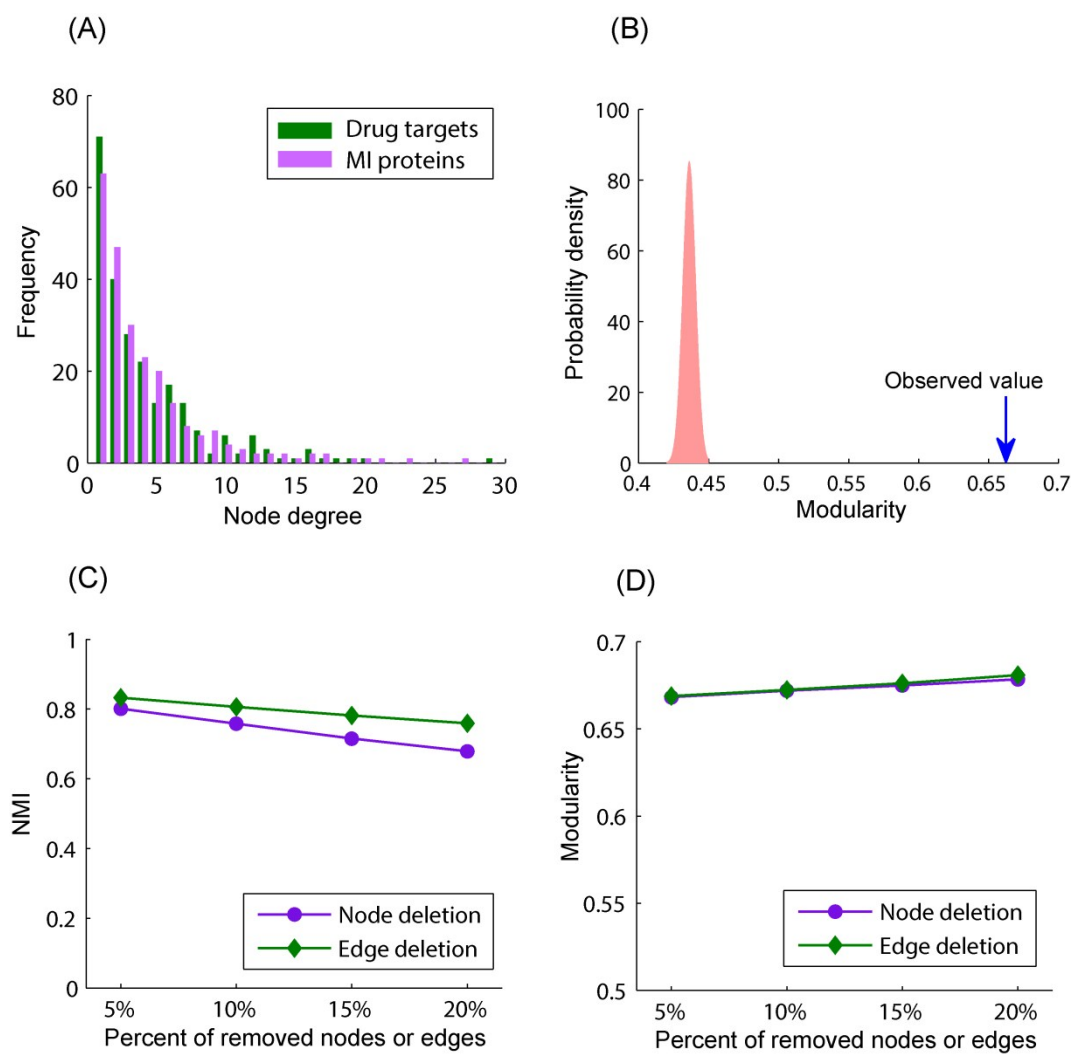 (A)
80
60
40
20
0
Frequency
0 5 10 15 20 25 30
Node degree
Drug targets
MI proteins
(B)
100
80
60
40
20
0
Probability density
0.4 0.45 0.5 0.55 0.6 0.65 0.7
Modularity
Observed value
(C)
1
0.8
0.6
0.4
0.2
0
NMI
5% 10% 15% 20%
Percent of removed nodes or edges
Node deletion
Edge deletion
(D)
0.7
0.65
0.6
0.55
0.5
Modularity
5% 10% 15% 20%
Percent of removed nodes or edges
Node deletion
Edge deletion